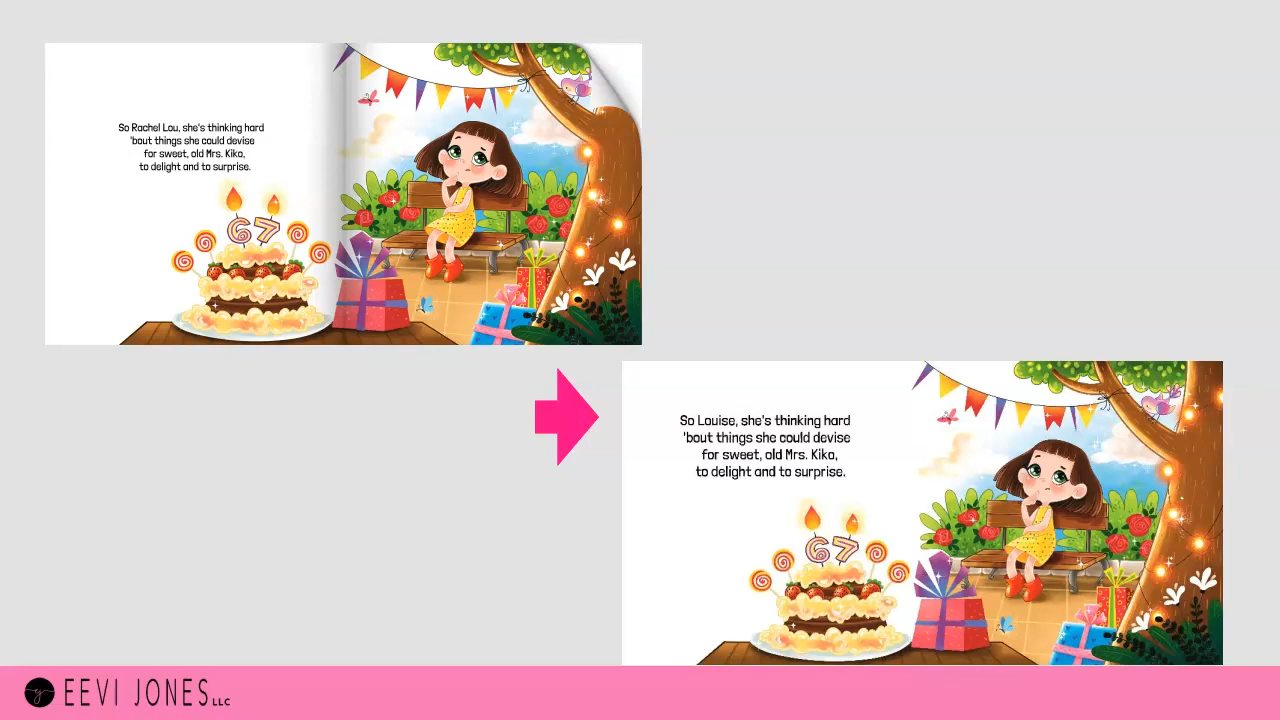 So Rachel Lou, she's thinking hard
'bout things she could devise
for sweet, old Mrs. Kiko,
to delight and to surprise.
67
So Louise, she's thinking hard
'bout things she could devise
for sweet, old Mrs. Kiko,
to delight and to surprise.
67
EEVI JONES LLC